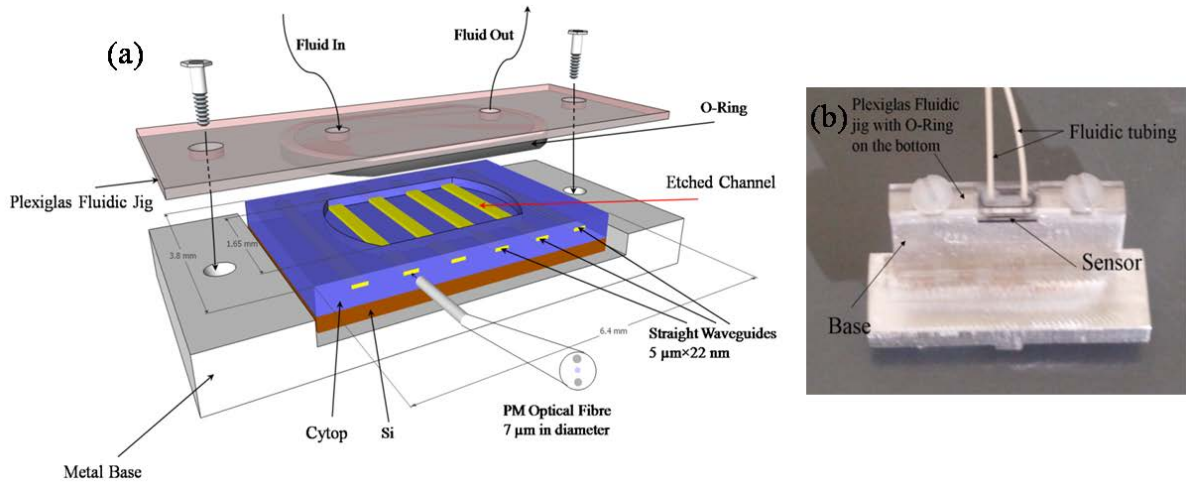 (a)
Fluid In
Fluid Out
O-Ring
Plexiglas Fluidic Jig
Etched Channel
3.8 mm
1.65 mm
6.4 mm
Straight Waveguides
5 µm×22 nm
PM Optical Fibre
7 µm in diameter
Cytop
Si
Metal Base
(b)
Plexiglas Fluidic
jig with O-Ring
on the bottom
Fluidic tubing
Sensor
Base